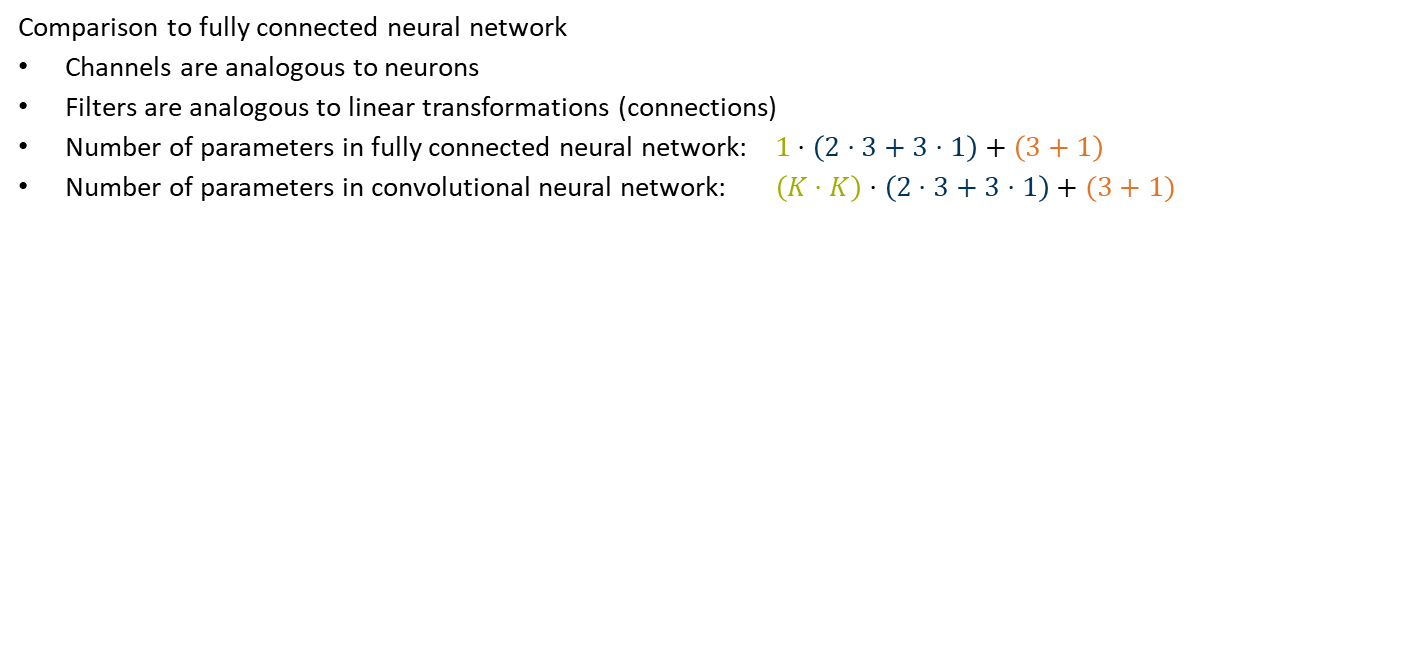 Comparison to fully connected neural network
• Channels are analogous to neurons
• Filters are analogous to linear transformations (connections)
• Number of parameters in fully connected neural network: 1 · (2 · 3 + 3 · 1) + (3 + 1)
• Number of parameters in convolutional neural network: (K · K) · (2 · 3 + 3 · 1) + (3 + 1)